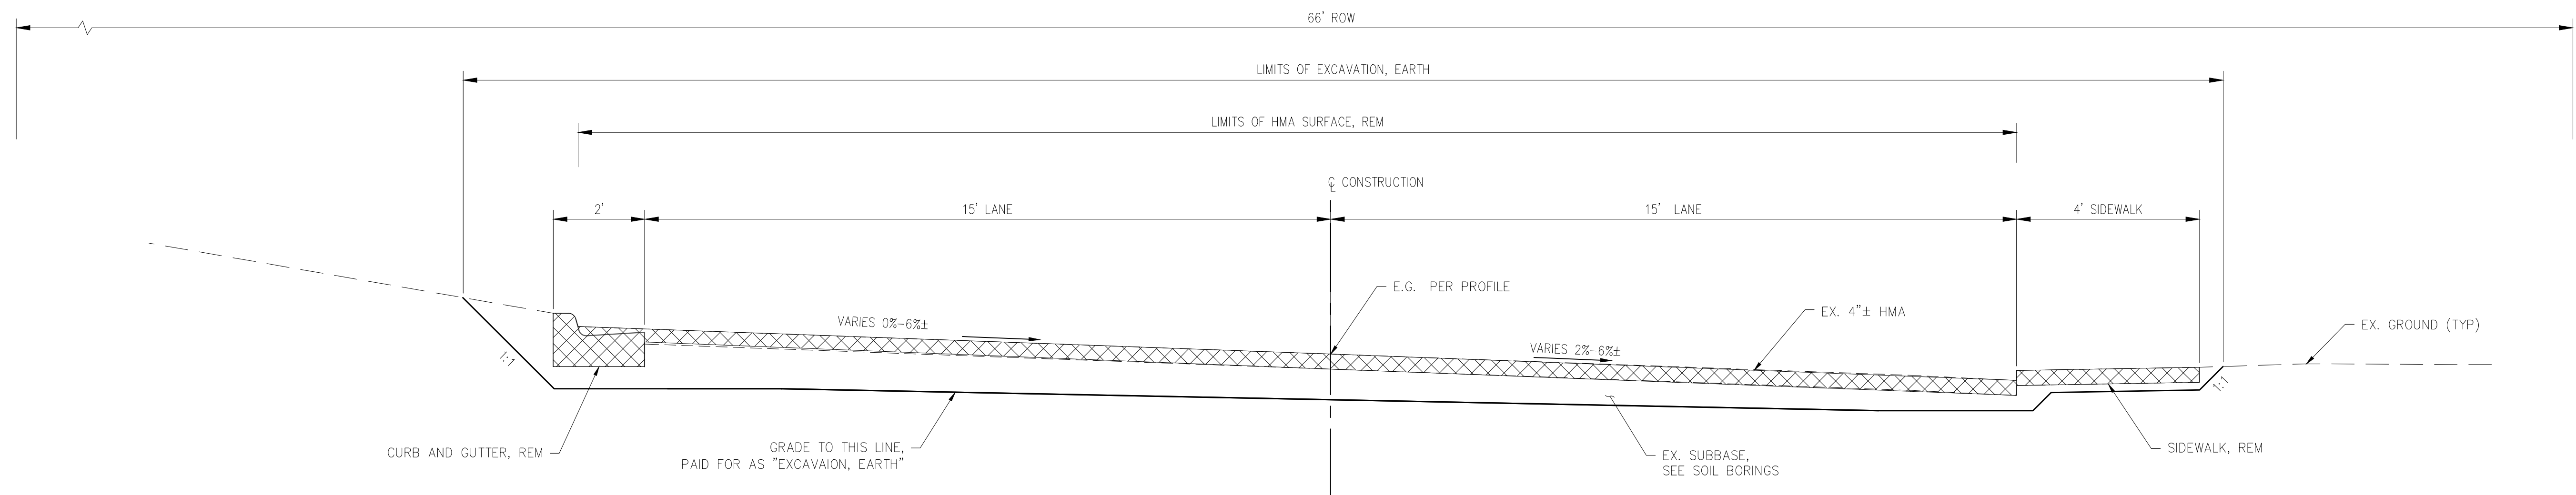 66' ROW
LIMITS OF EXCAVATION, EARTH
LIMITS OF HMA SURFACE, REM
℄ CONSTRUCTION
2'
15' LANE
15' LANE
4' SIDEWALK
E.G. PER PROFILE
EX. 4"± HMA
VARIES 0%-6%±
VARIES 2%-6%±
EX. GROUND (TYP)
1:1
1:1
CURB AND GUTTER, REM
GRADE TO THIS LINE,
PAID FOR AS "EXCAVAION, EARTH"
EX. SUBBASE,
SEE SOIL BORINGS
SIDEWALK, REM